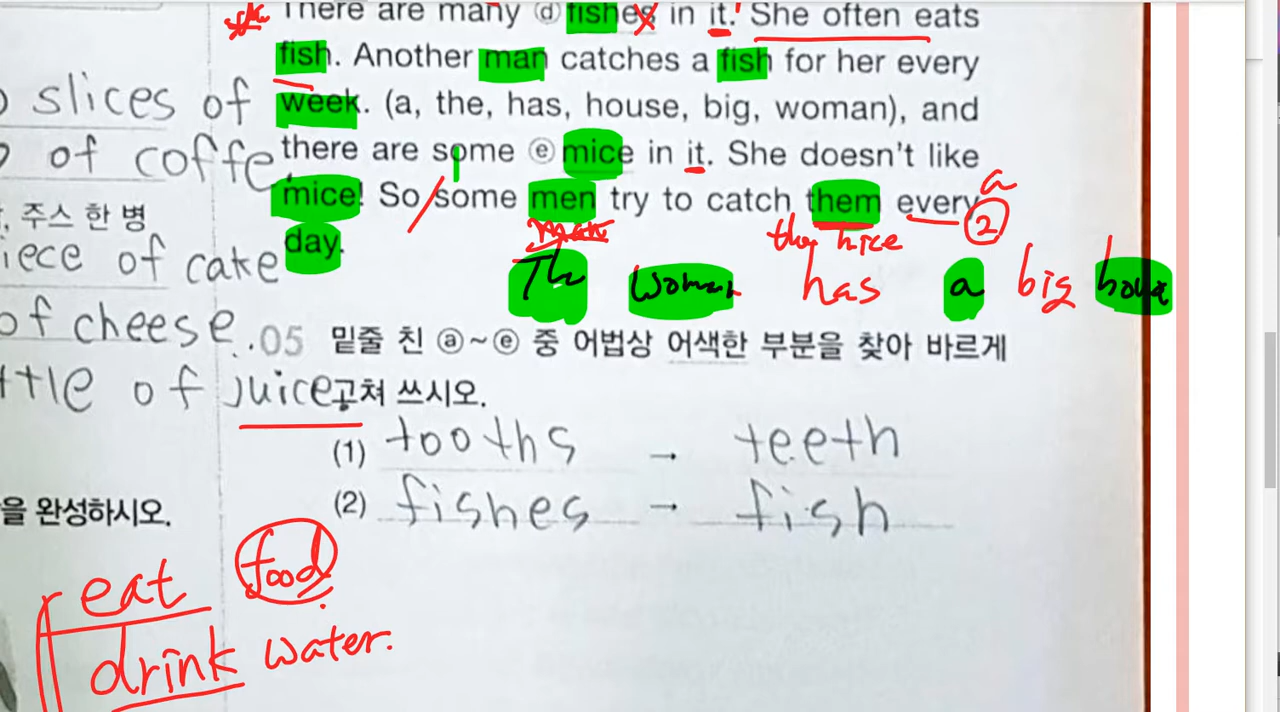 There are many ⓓ fishes in it. She often eats
fish. Another man catches a fish for her every
week. (a, the, has, house, big, woman), and
there are some ⓔ mice in it. She doesn't like
mice! So some men try to catch them every
day.
a
2
the mice
The woman has a big house
slices of
of coffe
, 주스 한 병
iece of cake
of cheese.
ttle of juice
05 밑줄 친 ⓐ~ⓔ 중 어법상 어색한 부분을 찾아 바르게
고쳐 쓰시오.
(1) tooths → teeth
(2) fishes → fish
을 완성하시오.
eat food
drink water.